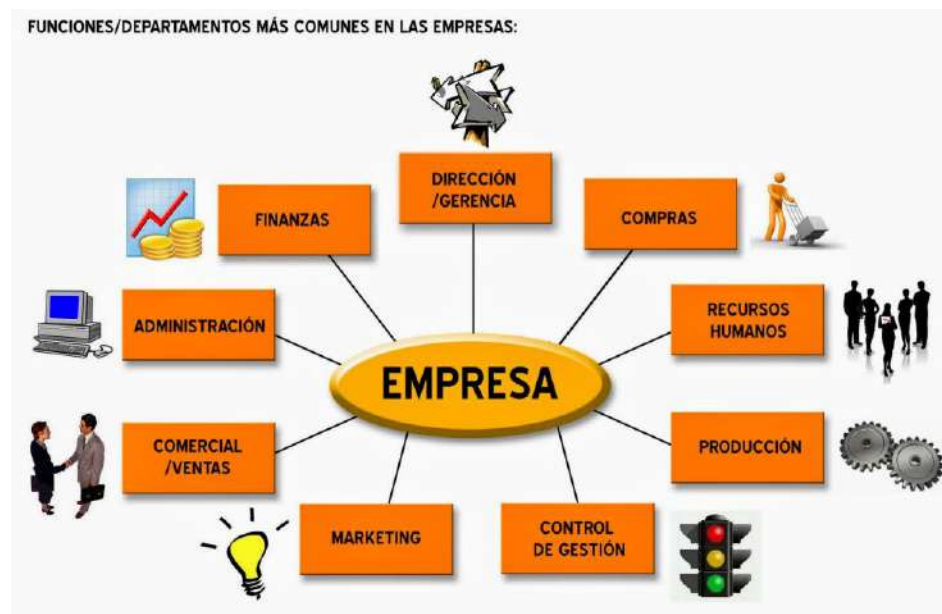 FUNCIONES/DEPARTAMENTOS MÁS COMUNES EN LAS EMPRESAS:
DIRECCIÓN
/GERENCIA
FINANZAS
COMPRAS
ADMINISTRACIÓN
RECURSOS
HUMANOS
EMPRESA
COMERCIAL
/VENTAS
PRODUCCIÓN
MARKETING
CONTROL
DE GESTIÓN